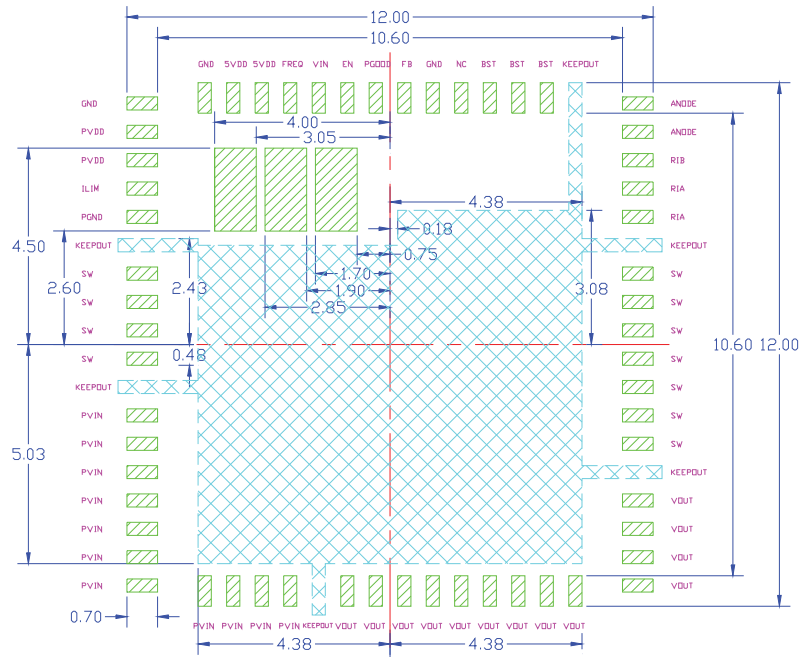 12.00
10.60
GND 5VDD 5VDD FREQ VIN EN PGOOD FB GND NC BST BST BST KEEPOUT
GND ANODE
4.00
PVDD ANODE
3.05
PVDD RIB
ILIM RIA
4.38
PGND RIA
0.18
KEEPOUT KEEPOUT
4.50
0.75
SW 1.70 SW
2.60 2.43 1.90 3.08
SW SW
2.85
SW SW
10.60 12.00
SW 0.48 SW
KEEPOUT SW
PVIN SW
PVIN SW
5.03
PVIN KEEPOUT
PVIN VOUT
PVIN VOUT
PVIN VOUT
PVIN VOUT
0.70
PVIN PVIN PVIN PVIN KEEPOUT VOUT VOUT VOUT VOUT VOUT VOUT VOUT VOUT VOUT
4.38 4.38